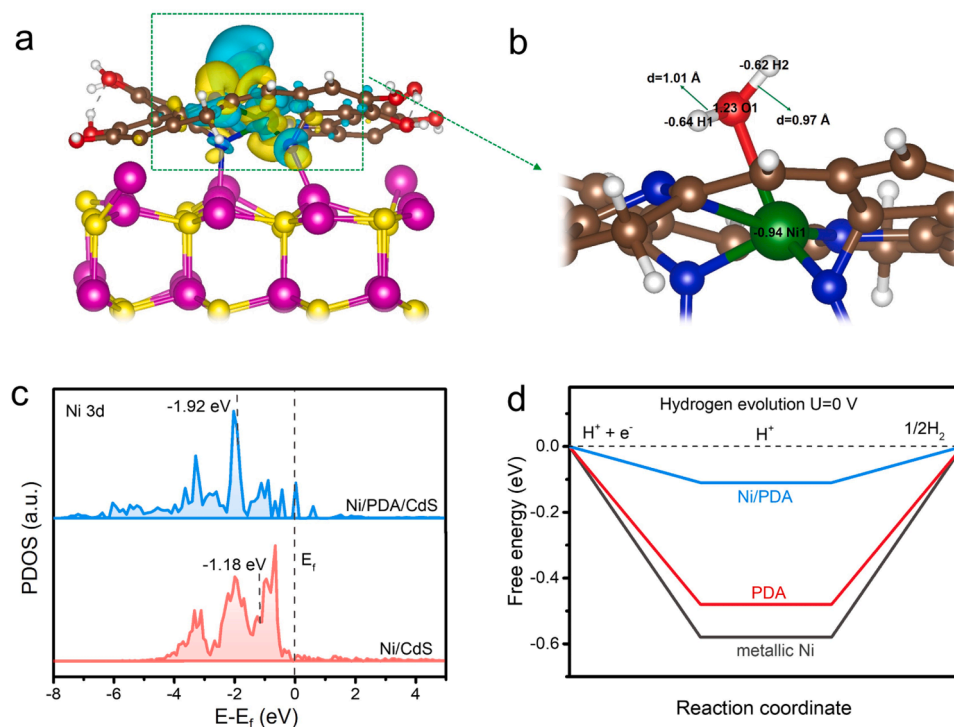 a
b
-0.62 H2
d=1.01 Å
1.23 O1
-0.64 H1
d=0.97 Å
-0.94 Ni1
c
Ni 3d
-1.92 eV
Ni/PDA/CdS
-1.18 eV
E_f
Ni/CdS
PDOS (a.u.)
-8 -6 -4 -2 0 2 4
E-E_f (eV)
d
Hydrogen evolution U=0 V
H⁺ + e⁻ H⁺ 1/2H₂
0.0
Ni/PDA
-0.2
-0.4
PDA
-0.6
metallic Ni
Free energy (eV)
Reaction coordinate